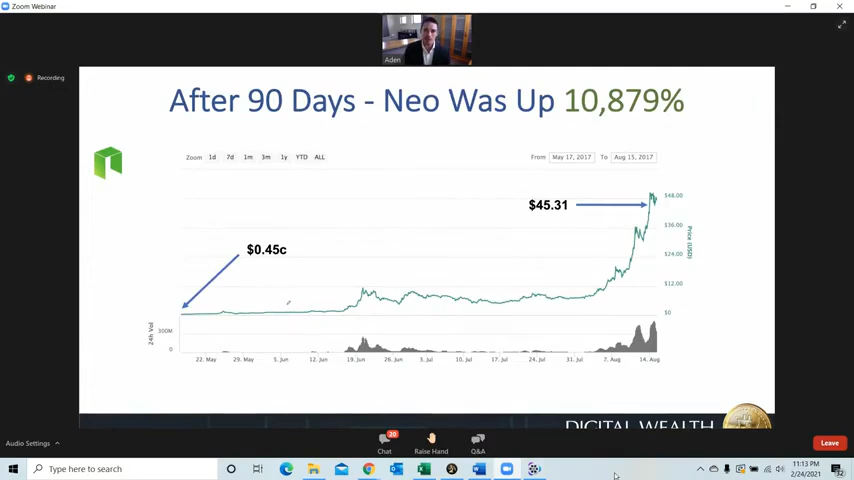 Zoom Webinar
Aden
Recording
After 90 Days - Neo Was Up 10,879%
Zoom 1d 7d 1m 3m 1y YTD ALL
From May 17, 2017 To Aug 15, 2017
$48.00
$45.31
$36.00
Price (USD)
$0.45c
$24.00
$12.00
$0
24h Vol
300M
0
22. May 29. May 5. Jun 12. Jun 19. Jun 26. Jun 3. Jul 10. Jul 17. Jul 24. Jul 31. Jul 7. Aug 14. Aug
DIGITAL WEALTH
Audio Settings
20
Chat
Raise Hand
Q&A
Leave
Type here to search
11:13 PM
2/24/2021
32